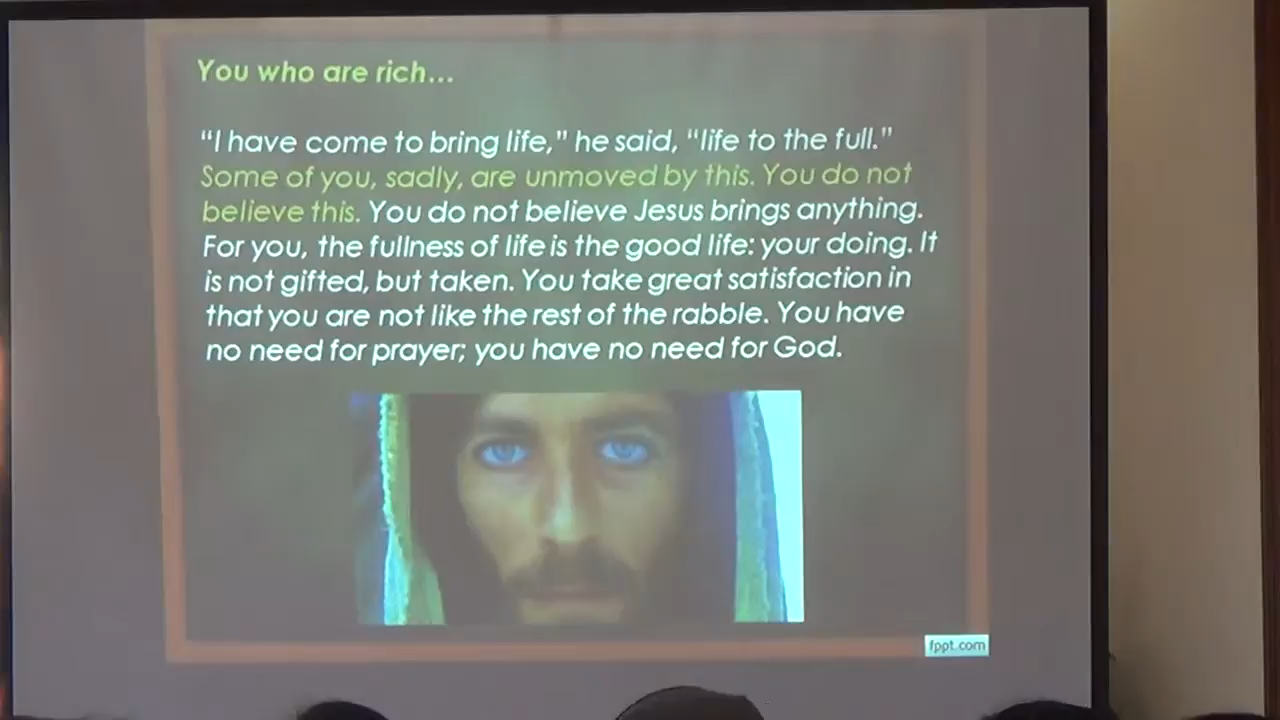 You who are rich...
“I have come to bring life,” he said, “life to the full.”
Some of you, sadly, are unmoved by this. You do not
believe this. You do not believe Jesus brings anything.
For you, the fullness of life is the good life: your doing. It
is not gifted, but taken. You take great satisfaction in
that you are not like the rest of the rabble. You have
no need for prayer; you have no need for God.
fppt.com